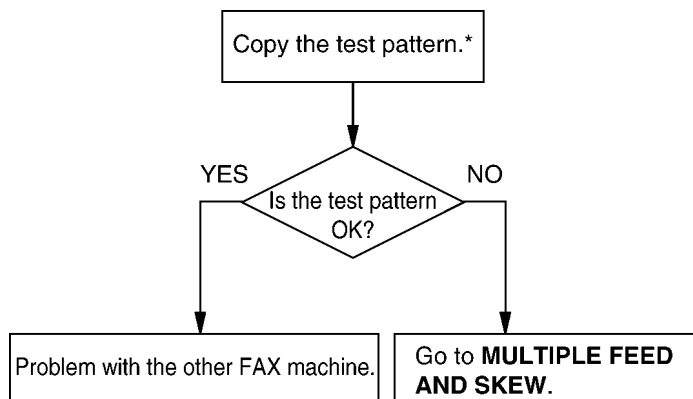 Copy the test pattern.*
YES
NO
Is the test pattern
OK?
Problem with the other FAX machine.
Go to MULTIPLE FEED
AND SKEW.